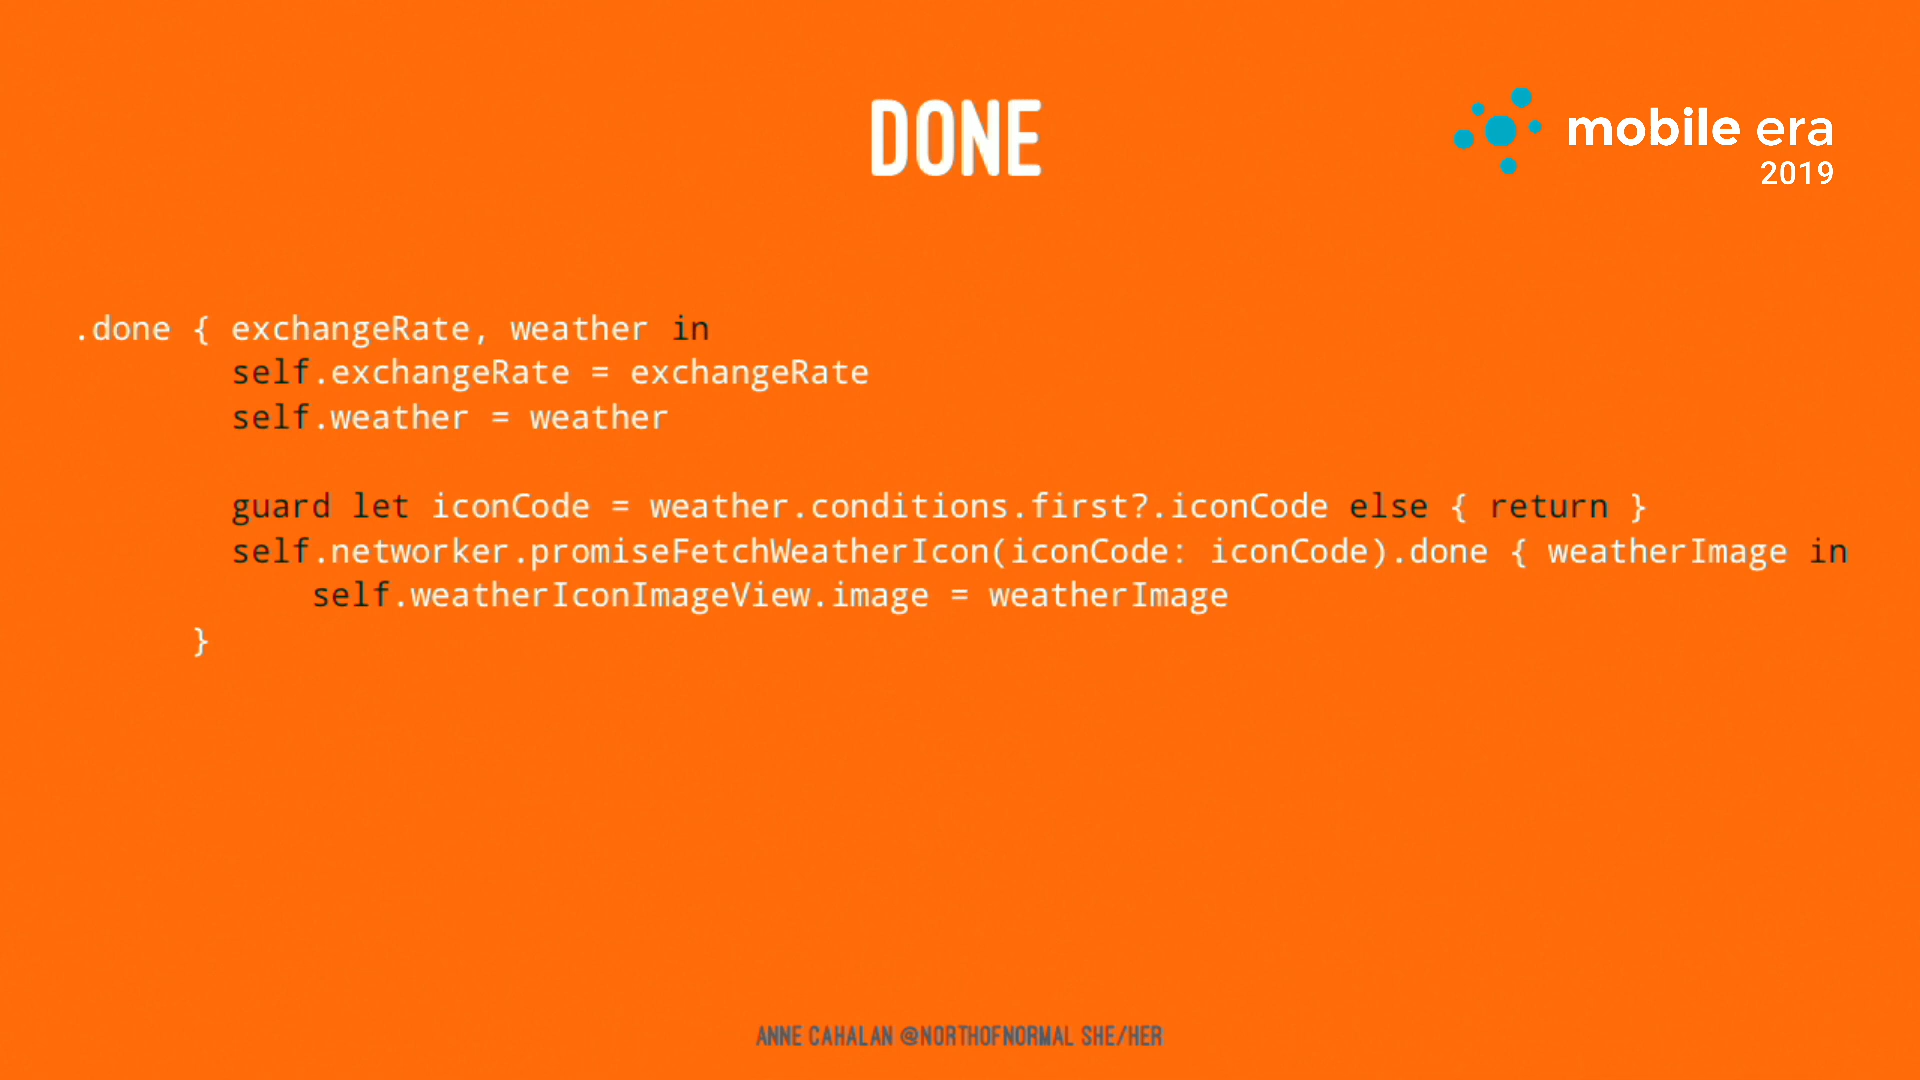 DONE
mobile era
2019
.done { exchangeRate, weather in
self.exchangeRate = exchangeRate
self.weather = weather
guard let iconCode = weather.conditions.first?.iconCode else { return }
self.networker.promiseFetchWeatherIcon(iconCode: iconCode).done { weatherImage in
self.weatherIconImageView.image = weatherImage
}
ANNE CAHALAN @NORTHOFNORMAL SHE/HER